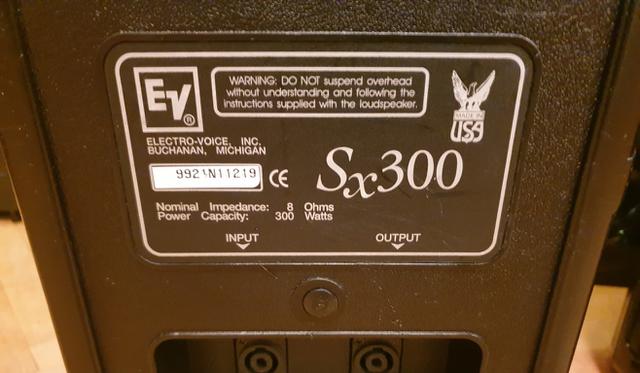 EV®
WARNING: DO NOT suspend overhead
without understanding and following the
instructions supplied with the loudspeaker.
MADE IN
USA
ELECTRO-VOICE, INC.
BUCHANAN, MICHIGAN
9921N11219 CE
Sx300
Nominal Impedance: 8 Ohms
Power Capacity: 300 Watts
INPUT OUTPUT